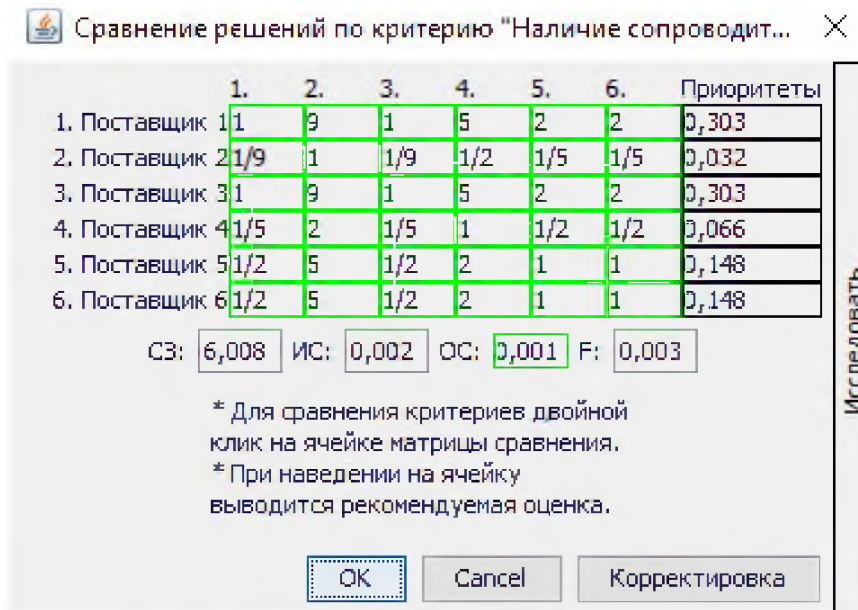 Сравнение решений по критерию "Наличие сопроводит...
1. 2. 3. 4. 5. 6. Приоритеты
1. Поставщик 1 1 9 1 5 2 2 0,303
2. Поставщик 2 1/9 1 1/9 1/2 1/5 1/5 0,032
3. Поставщик 3 1 9 1 5 2 2 0,303
4. Поставщик 4 1/5 2 1/5 1 1/2 1/2 0,066
5. Поставщик 5 1/2 5 1/2 2 1 1 0,148
6. Поставщик 6 1/2 5 1/2 2 1 1 0,148
СЗ: 6,008 ИС: 0,002 ОС: 0,001 F: 0,003
* Для сравнения критериев двойной
клик на ячейке матрицы сравнения.
* При наведении на ячейку
выводится рекомендуемая оценка.
OK Cancel Корректировка
Исследовать